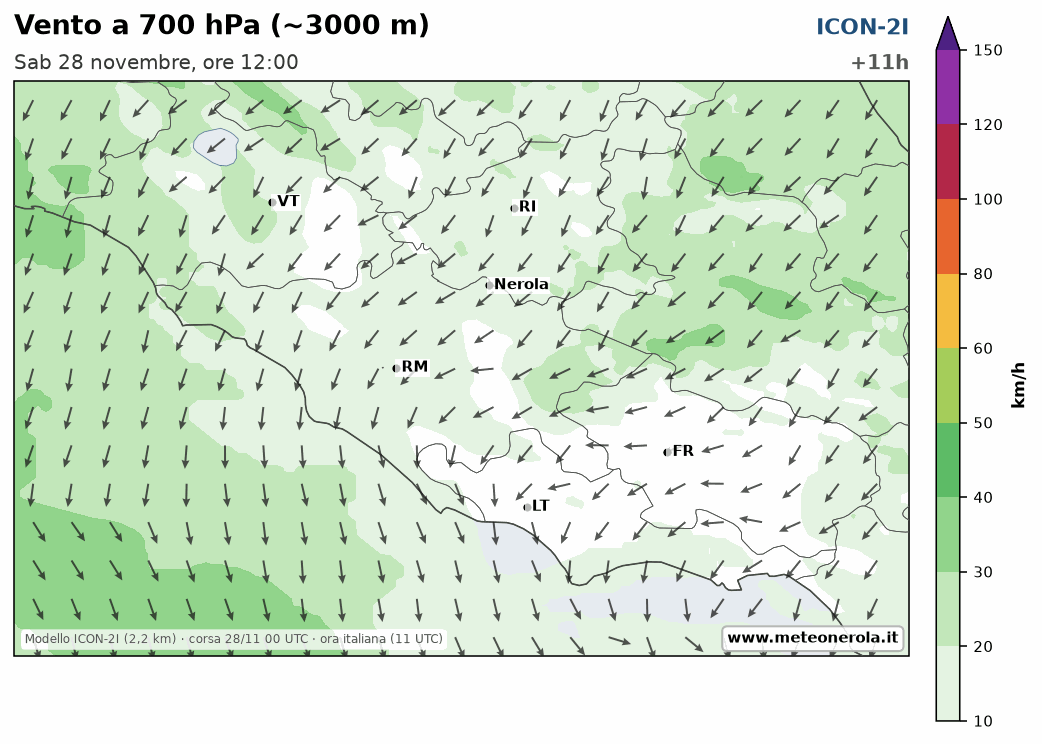 Vento a 700 hPa (~3000 m)
ICON-2I
Sab 28 novembre, ore 12:00
+11h
150
120
100
80
60
50
40
30
20
10
km/h
VT
RI
Nerola
RM
FR
LT
Modello ICON-2I (2,2 km) · corsa 28/11 00 UTC · ora italiana (11 UTC)
www.meteonerola.it